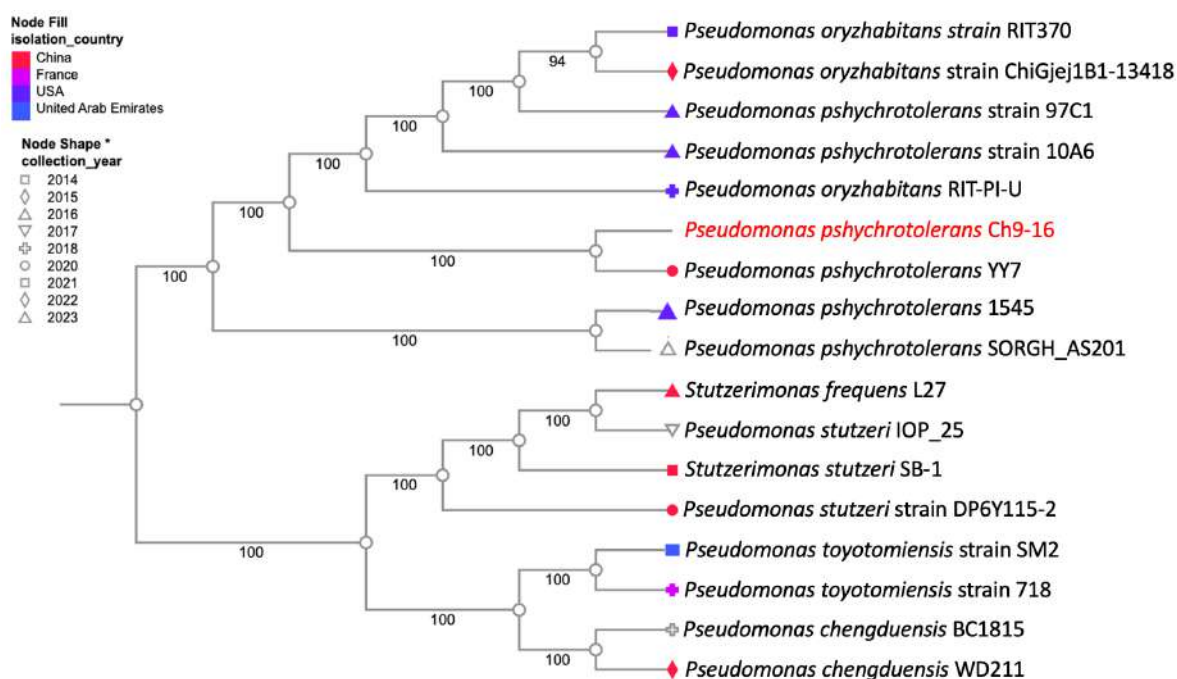 Node Fill
isolation_country
China
France
USA
United Arab Emirates
Node Shape *
collection_year
2014
2015
2016
2017
2018
2020
2021
2022
2023
Pseudomonas oryzhabitans strain RIT370
94
Pseudomonas oryzhabitans strain ChiGjej1B1-13418
100
Pseudomonas pshychrotolerans strain 97C1
100
Pseudomonas pshychrotolerans strain 10A6
100
Pseudomonas oryzhabitans RIT-PI-U
100
Pseudomonas pshychrotolerans Ch9-16
100
Pseudomonas pshychrotolerans YY7
100
Pseudomonas pshychrotolerans 1545
100
Pseudomonas pshychrotolerans SORGH_AS201
Stutzerimonas frequens L27
100
Pseudomonas stutzeri IOP_25
100
Stutzerimonas stutzeri SB-1
100
Pseudomonas stutzeri strain DP6Y115-2
100
Pseudomonas toyotomiensis strain SM2
100
Pseudomonas toyotomiensis strain 718
100
Pseudomonas chengduensis BC1815
100
Pseudomonas chengduensis WD211